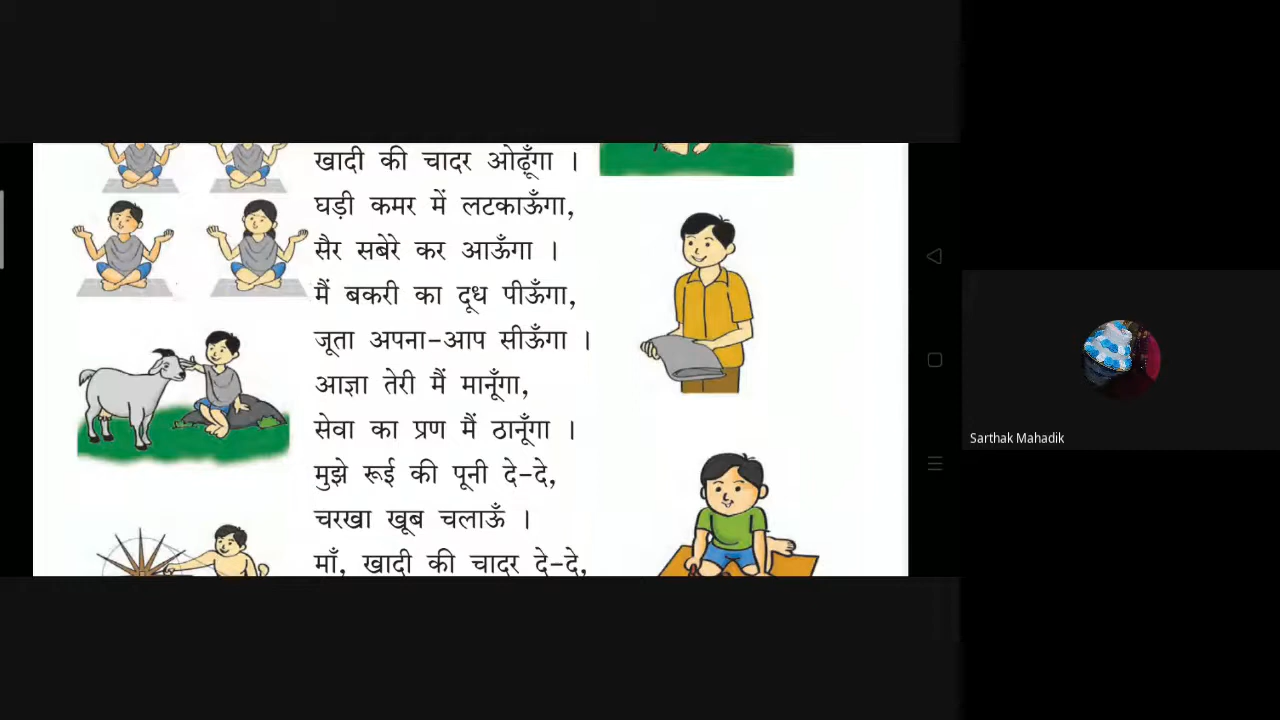 खादी की चादर ओढ़ूँगा ।
घड़ी कमर में लटकाऊँगा,
सैर सबेरे कर आऊँगा ।
मैं बकरी का दूध पीऊँगा,
जूता अपना-आप सीऊँगा ।
आज्ञा तेरी मैं मानूँगा,
सेवा का प्रण मैं ठानूँगा ।
मुझे रूई की पूनी दे-दे,
चरखा खूब चलाऊँ ।
माँ, खादी की चादर दे-दे,
Sarthak Mahadik